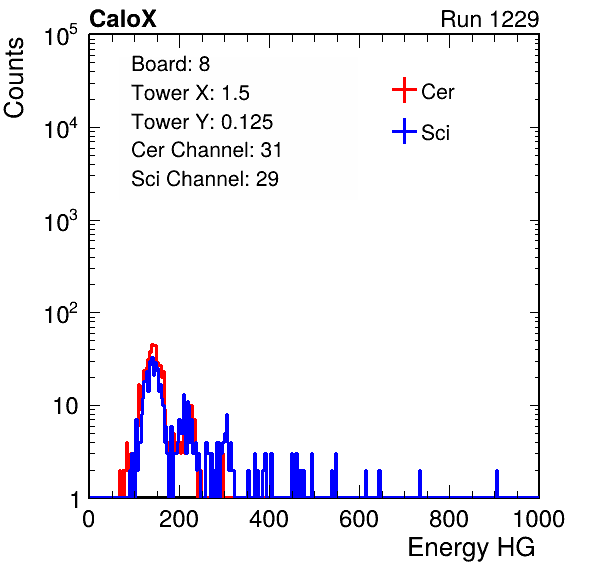 CaloX Run 1229
Counts
10^5
10^4
10^3
10^2
10
1
Board: 8
Tower X: 1.5
Tower Y: 0.125
Cer Channel: 31
Sci Channel: 29
Cer
Sci
0 200 400 600 800 1000
Energy HG